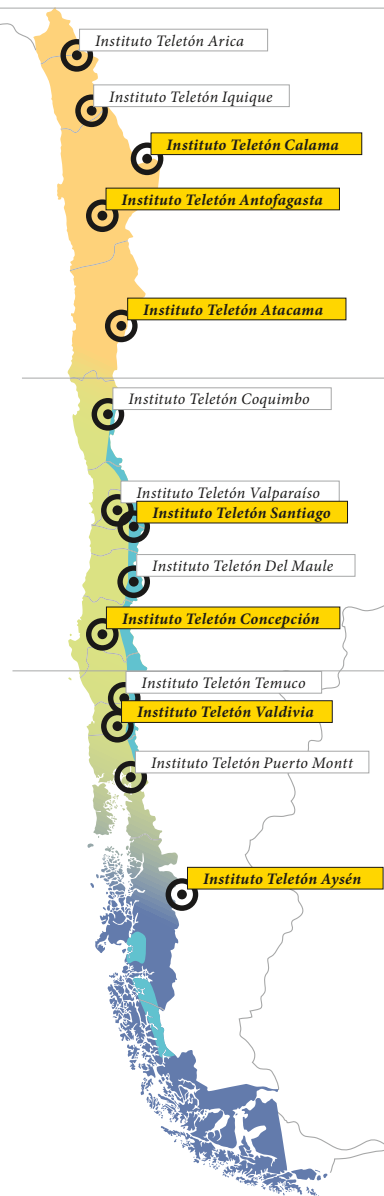 Instituto Teletón Arica
Instituto Teletón Iquique
Instituto Teletón Calama
Instituto Teletón Antofagasta
Instituto Teletón Atacama
Instituto Teletón Coquimbo
Instituto Teletón Valparaíso
Instituto Teletón Santiago
Instituto Teletón Del Maule
Instituto Teletón Concepción
Instituto Teletón Temuco
Instituto Teletón Valdivia
Instituto Teletón Puerto Montt
Instituto Teletón Aysén